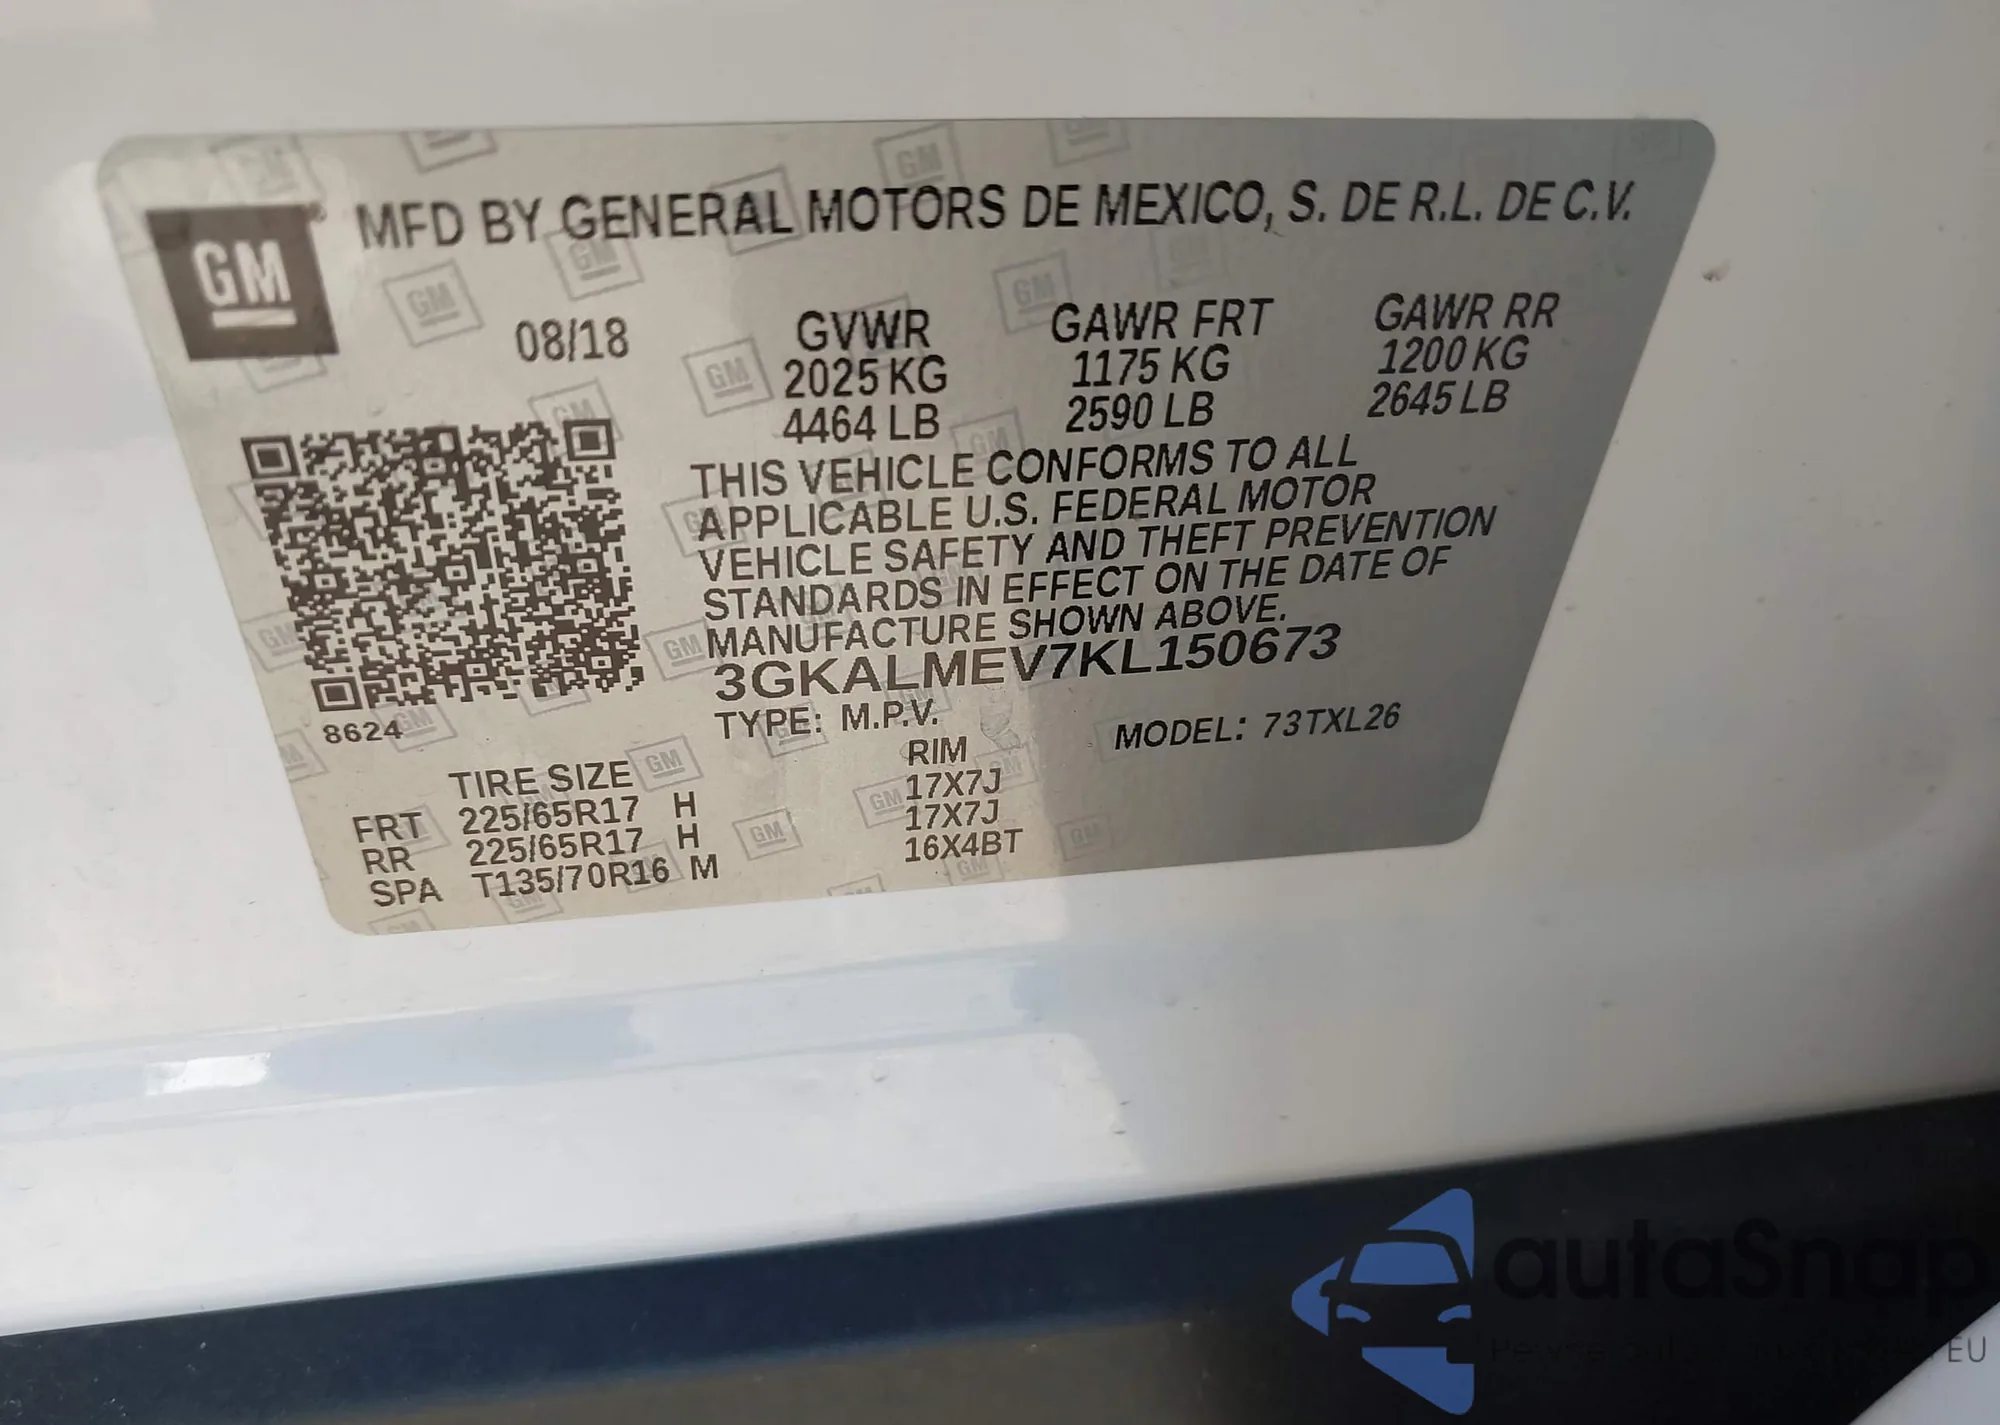 GM ® MFD BY GENERAL MOTORS DE MEXICO, S. DE R.L. DE C.V.
08/18
GVWR GAWR FRT GAWR RR
2025 KG 1175 KG 1200 KG
4464 LB 2590 LB 2645 LB
THIS VEHICLE CONFORMS TO ALL
APPLICABLE U.S. FEDERAL MOTOR
VEHICLE SAFETY AND THEFT PREVENTION
STANDARDS IN EFFECT ON THE DATE OF
MANUFACTURE SHOWN ABOVE.
3GKALMEV7KL150673
8624
TYPE: M.P.V. MODEL: 73TXL26
TIRE SIZE RIM
FRT 225/65R17 H 17X7J
RR 225/65R17 H 17X7J
SPA T135/70R16 M 16X4BT
autaSnap
EU